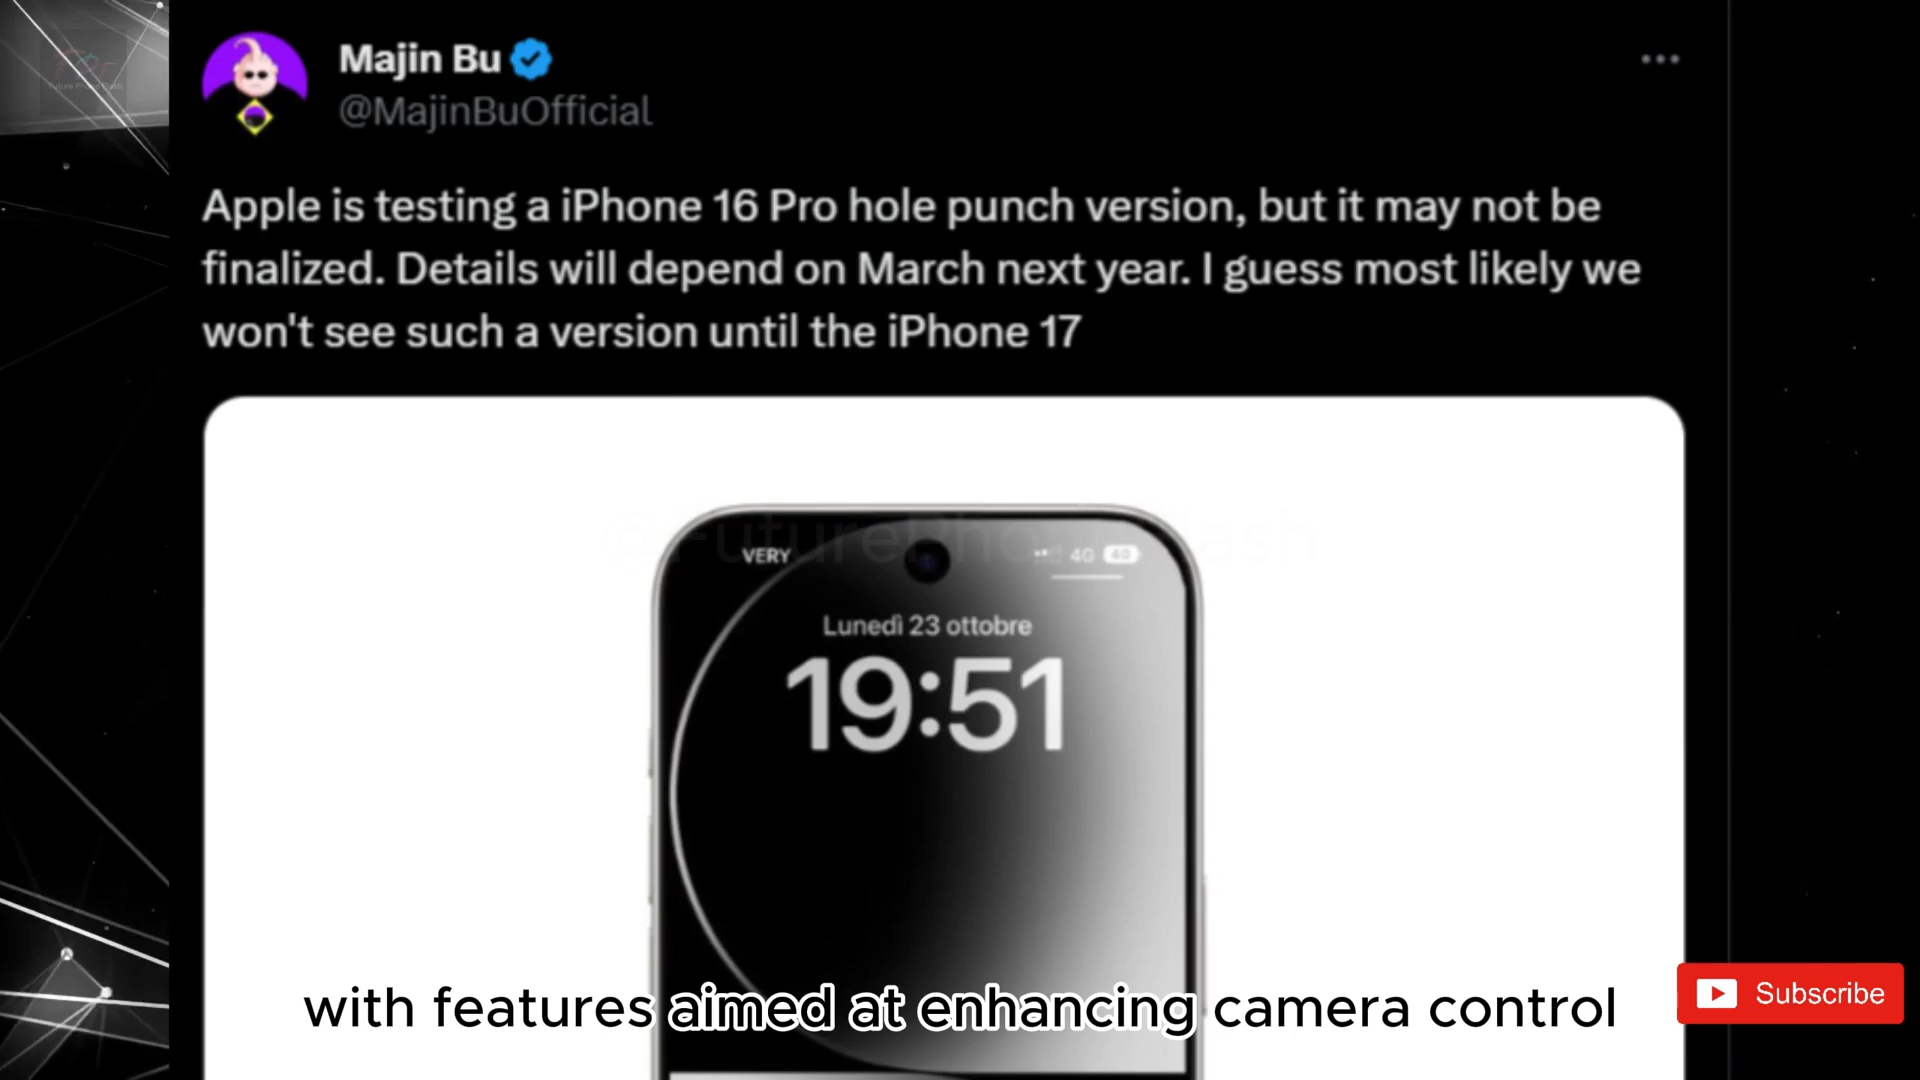 Majin Bu
@MajinBuOfficial
Apple is testing a iPhone 16 Pro hole punch version, but it may not be
finalized. Details will depend on March next year. I guess most likely we
won't see such a version until the iPhone 17
@FuturePhoneFlash
VERY
4G 40
Lunedì 23 ottobre
19:51
with features aimed at enhancing camera control
Subscribe